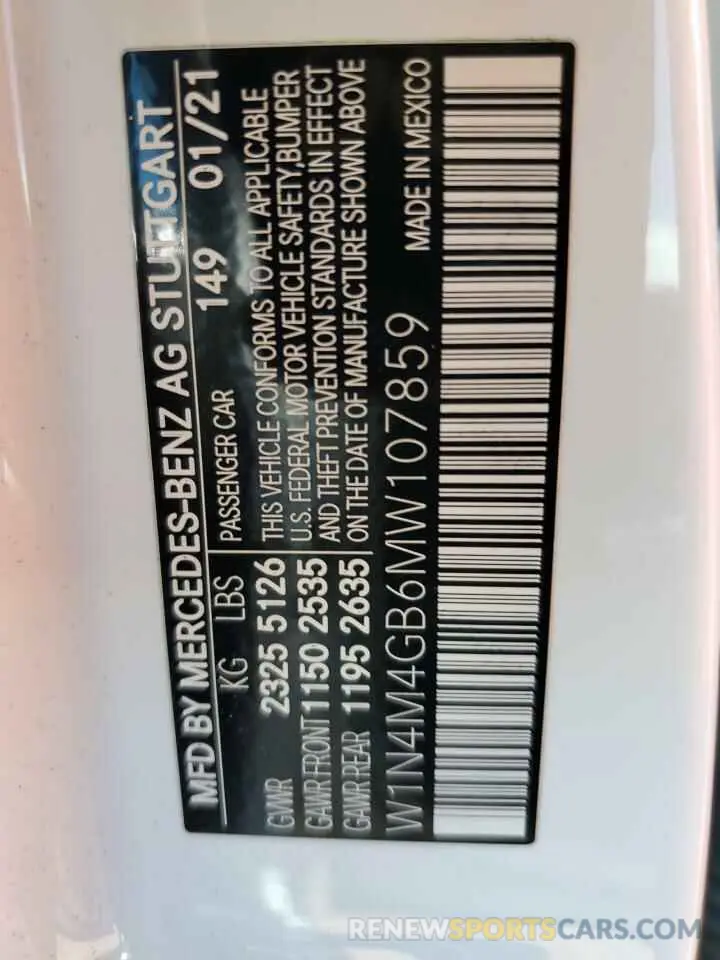 MFD BY MERCEDES-BENZ AG STUTTGART
KG LBS PASSENGER CAR 149 01/21
GWR 2325 5126 THIS VEHICLE CONFORMS TO ALL APPLICABLE
GAWR FRONT 1150 2535 U.S. FEDERAL MOTOR VEHICLE SAFETY, BUMPER
AND THEFT PREVENTION STANDARDS IN EFFECT
GAWR REAR 1195 2635 ON THE DATE OF MANUFACTURE SHOWN ABOVE
W1N4M4GB6MW107859 MADE IN MEXICO
RENEWSPORTSCARS.COM